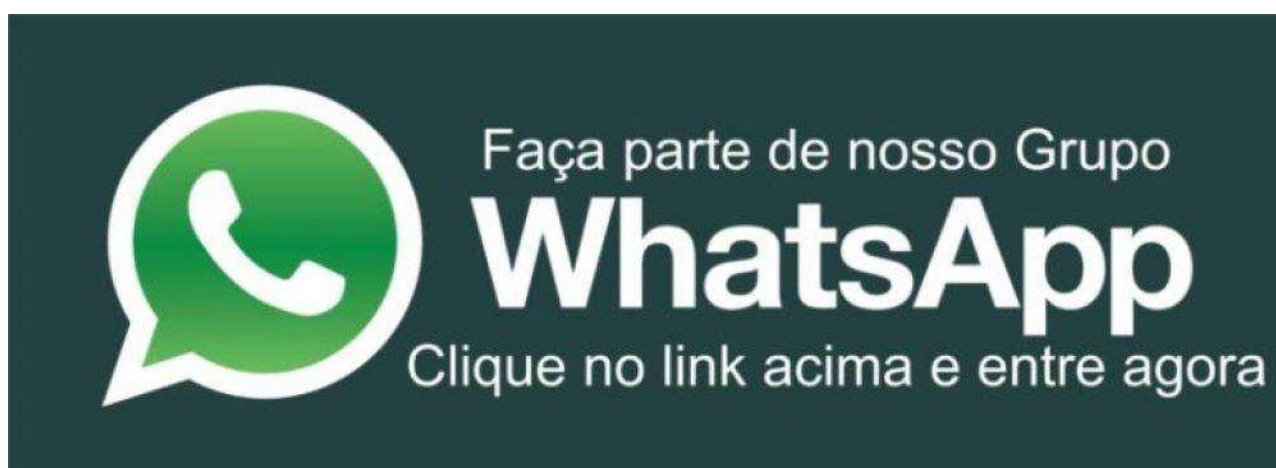 Faça parte de nosso Grupo
WhatsApp
Clique no link acima e entre agora